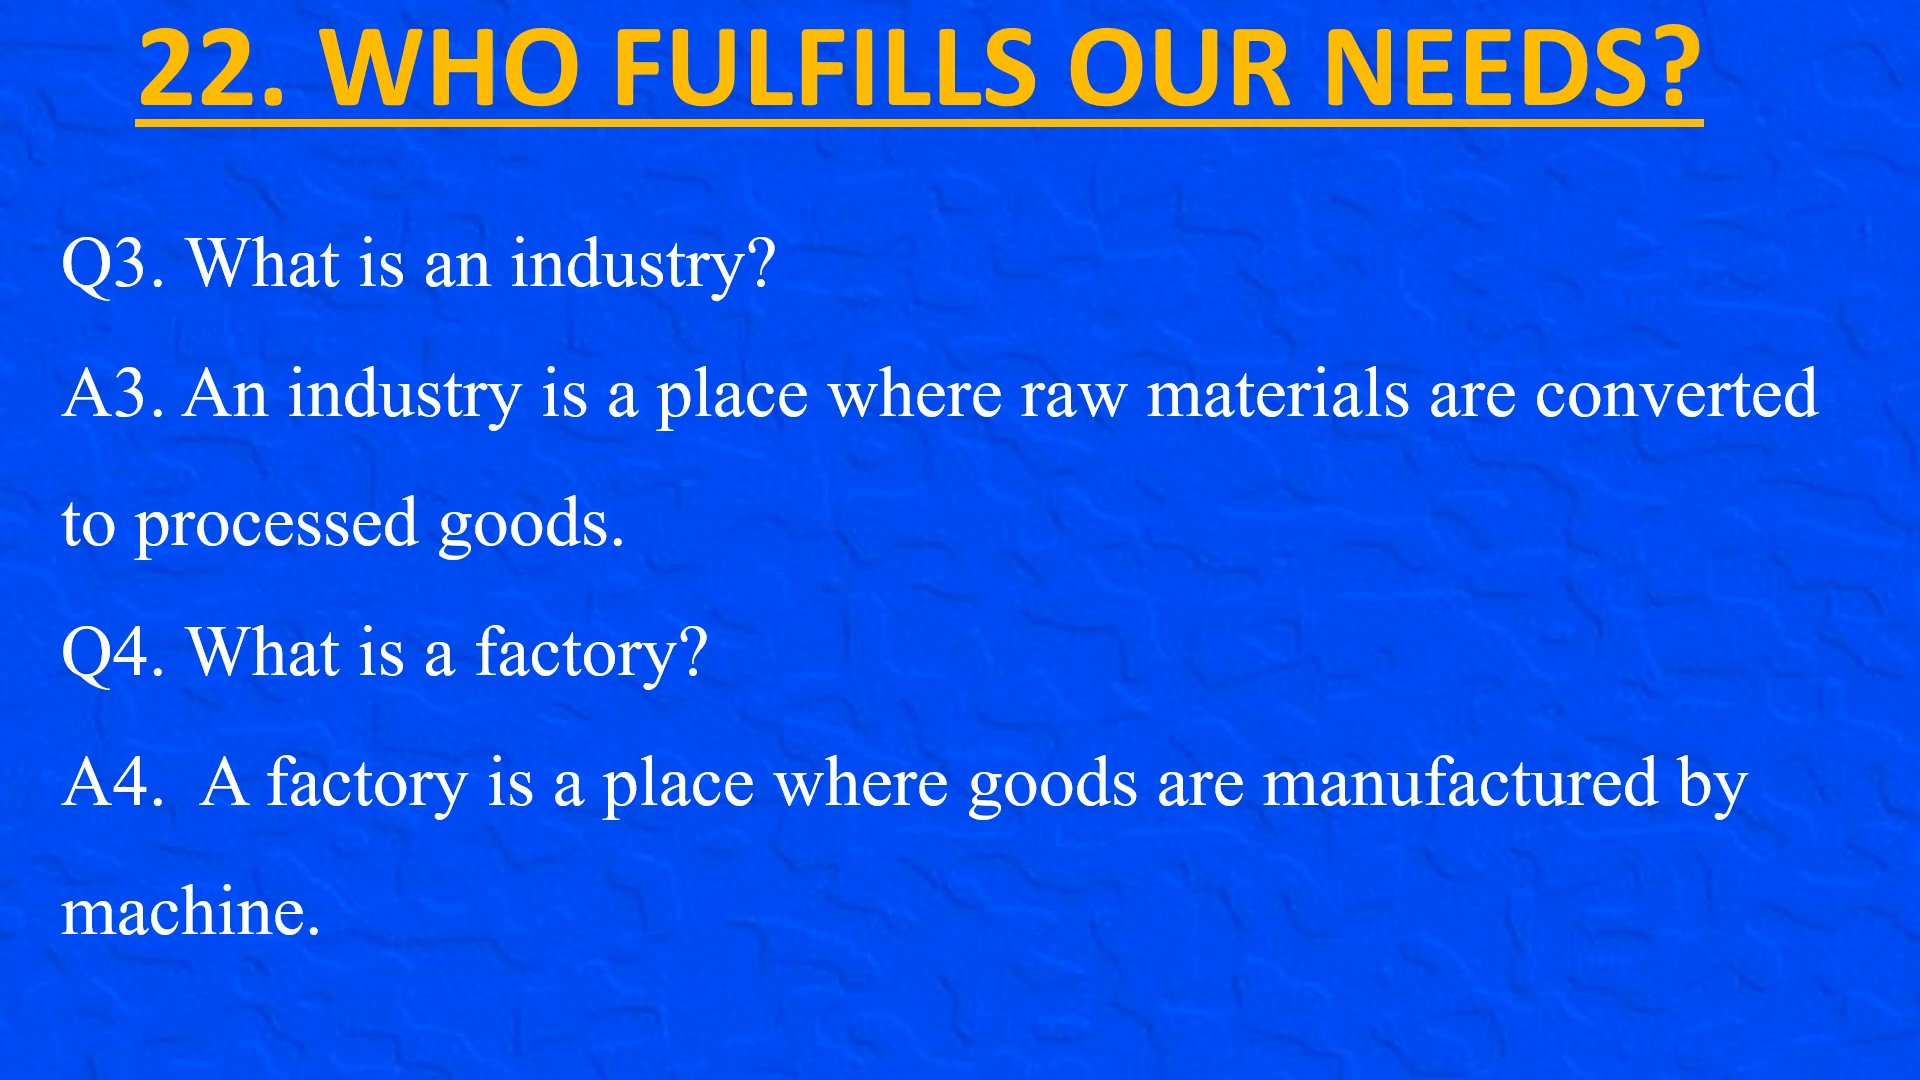 22. WHO FULFILLS OUR NEEDS?
Q3. What is an industry?
A3. An industry is a place where raw materials are converted
to processed goods.
Q4. What is a factory?
A4.  A factory is a place where goods are manufactured by
machine.